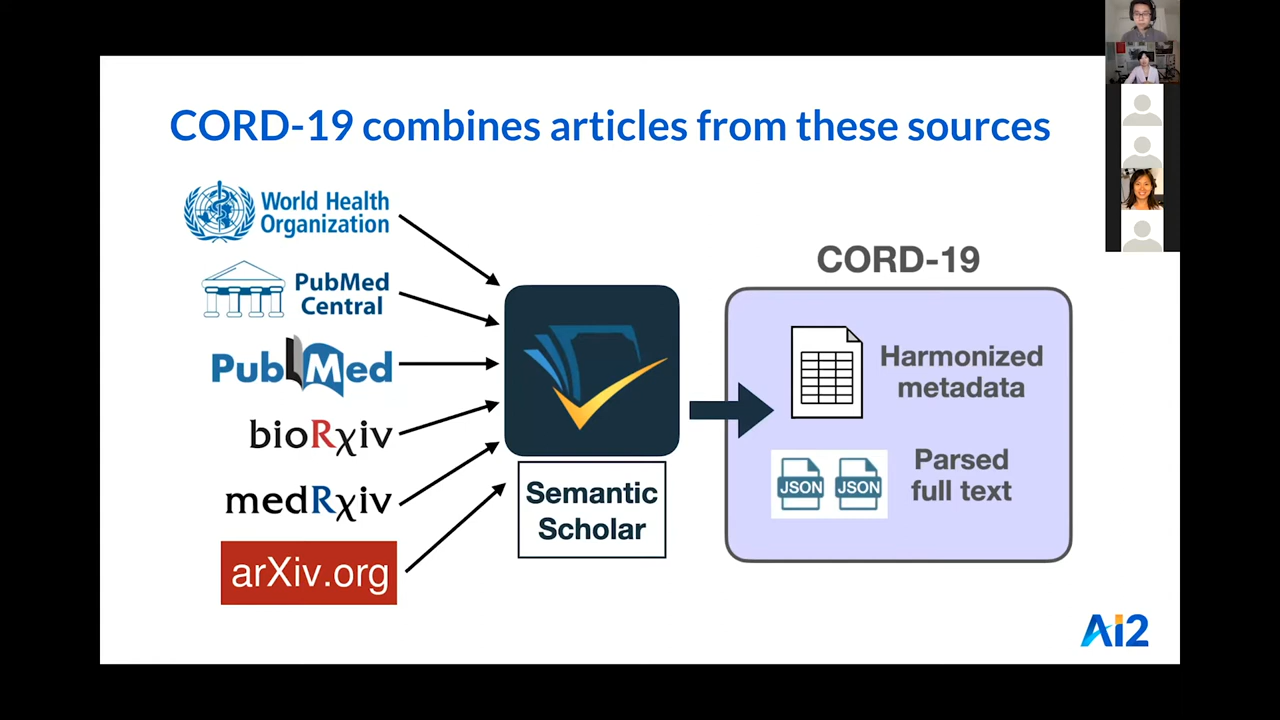 CORD-19 combines articles from these sources
World Health
Organization
PubMed
Central
PubMed
bioRχiv
medRχiv
arXiv.org
Semantic
Scholar
CORD-19
Harmonized
metadata
JSON JSON
Parsed
full text
Ai2